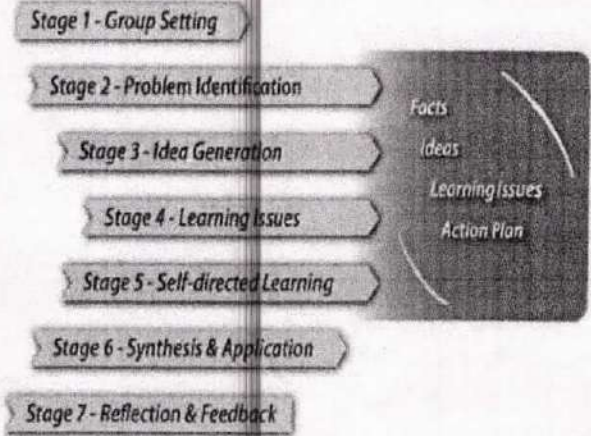 Stage 1 - Group Setting
Stage 2 - Problem Identification
Stage 3 - Idea Generation
Stage 4 - Learning Issues
Stage 5 - Self-directed Learning
Stage 6 - Synthesis & Application
Stage 7 - Reflection & Feedback
Facts
Ideas
Learning Issues
Action Plan